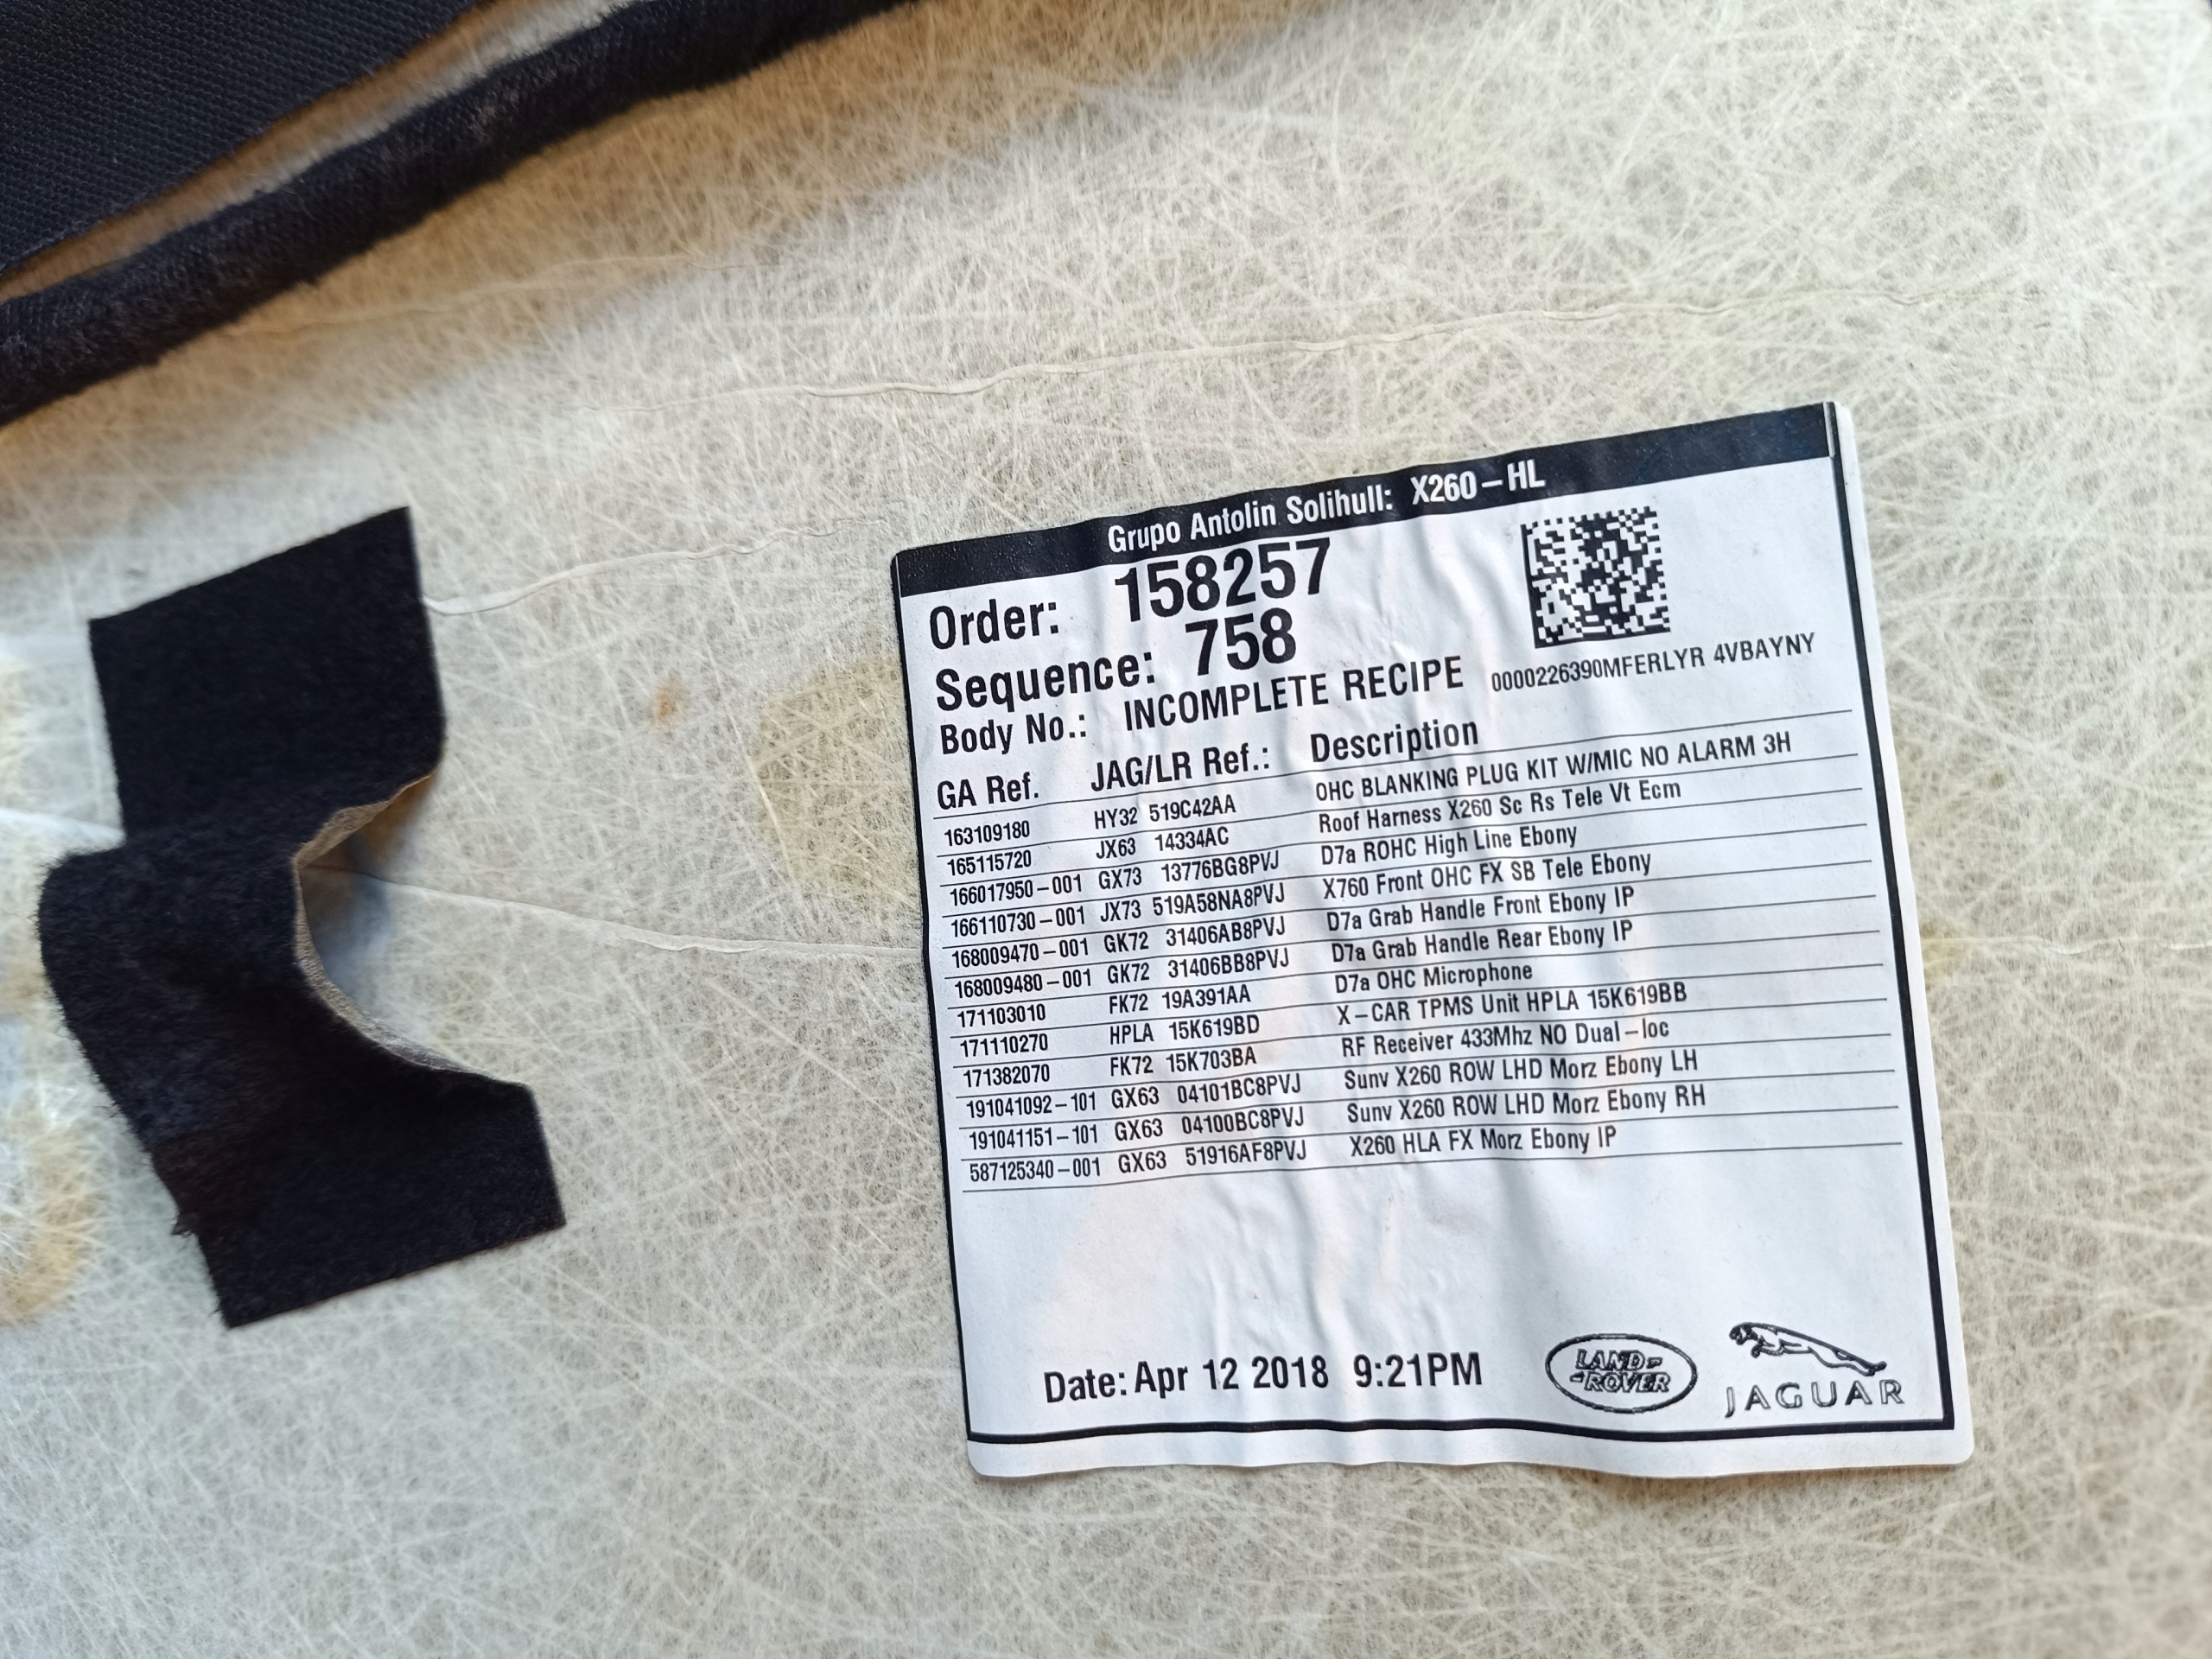 Grupo Antolin Solihull: X260-HL
Order: 158257
Sequence: 758
Body No.: INCOMPLETE RECIPE 0000226390MFERLYR 4VBAYNY
GA Ref. JAG/LR Ref.: Description
163109180 HY32 519C42AA OHC BLANKING PLUG KIT W/MIC NO ALARM 3H
165115720 JX63 14334AC Roof Harness X260 Sc Rs Tele Vt Ecm
166017950-001 GX73 13776BG8PVJ D7a ROHC High Line Ebony
166110730-001 JX73 519A58NA8PVJ X760 Front OHC FX SB Tele Ebony
168009470-001 GK72 31406AB8PVJ D7a Grab Handle Front Ebony IP
168009480-001 GK72 31406BB8PVJ D7a Grab Handle Rear Ebony IP
171103010 FK72 19A391AA D7a OHC Microphone
171110270 HPLA 15K619BD X-CAR TPMS Unit HPLA 15K619BB
171382070 FK72 15K703BA RF Receiver 433Mhz NO Dual-loc
191041092-101 GX63 04101BC8PVJ Sunv X260 ROW LHD Morz Ebony LH
191041151-101 GX63 04100BC8PVJ Sunv X260 ROW LHD Morz Ebony RH
587125340-001 GX63 51916AF8PVJ X260 HLA FX Morz Ebony IP
Date: Apr 12 2018 9:21PM
LAND-
-ROVER
JAGUAR